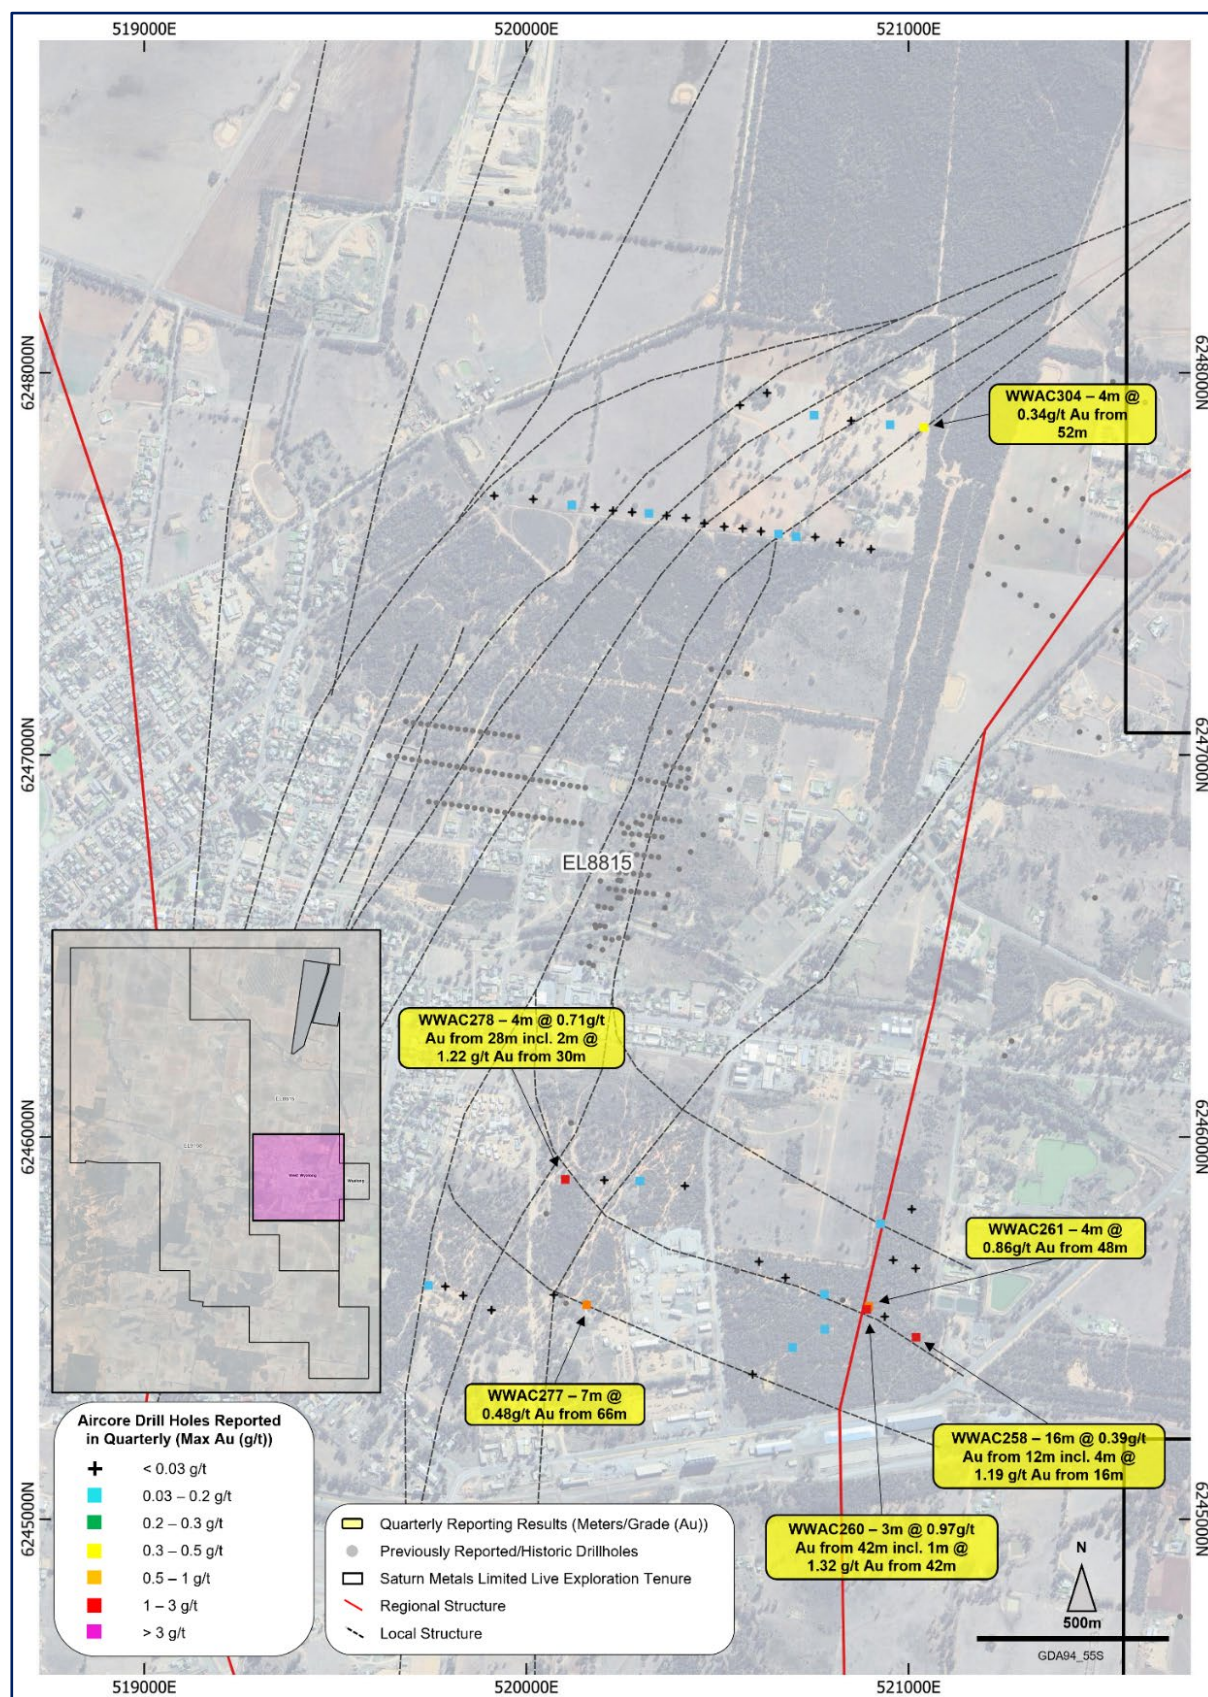 519000E
520000E
521000E
6248000N
6248000N
WWAC304 – 4m @
0.34g/t Au from
52m
6247000N
6247000N
EL8815
WWAC278 – 4m @ 0.71g/t
Au from 28m incl. 2m @
1.22 g/t Au from 30m
6246000N
6246000N
WWAC261 – 4m @
0.86g/t Au from 48m
WWAC277 – 7m @
0.48g/t Au from 66m
WWAC258 – 16m @ 0.39g/t
Au from 12m incl. 4m @
1.19 g/t Au from 16m
WWAC260 – 3m @ 0.97g/t
Au from 42m incl. 1m @
1.32 g/t Au from 42m
6245000N
6245000N
Aircore Drill Holes Reported
in Quarterly (Max Au (g/t))
< 0.03 g/t
0.03 – 0.2 g/t
0.2 – 0.3 g/t
0.3 – 0.5 g/t
0.5 – 1 g/t
1 – 3 g/t
> 3 g/t
Quarterly Reporting Results (Meters/Grade (Au))
Previously Reported/Historic Drillholes
Saturn Metals Limited Live Exploration Tenure
Regional Structure
Local Structure
N
500m
GDA94_55S
519000E
520000E
521000E